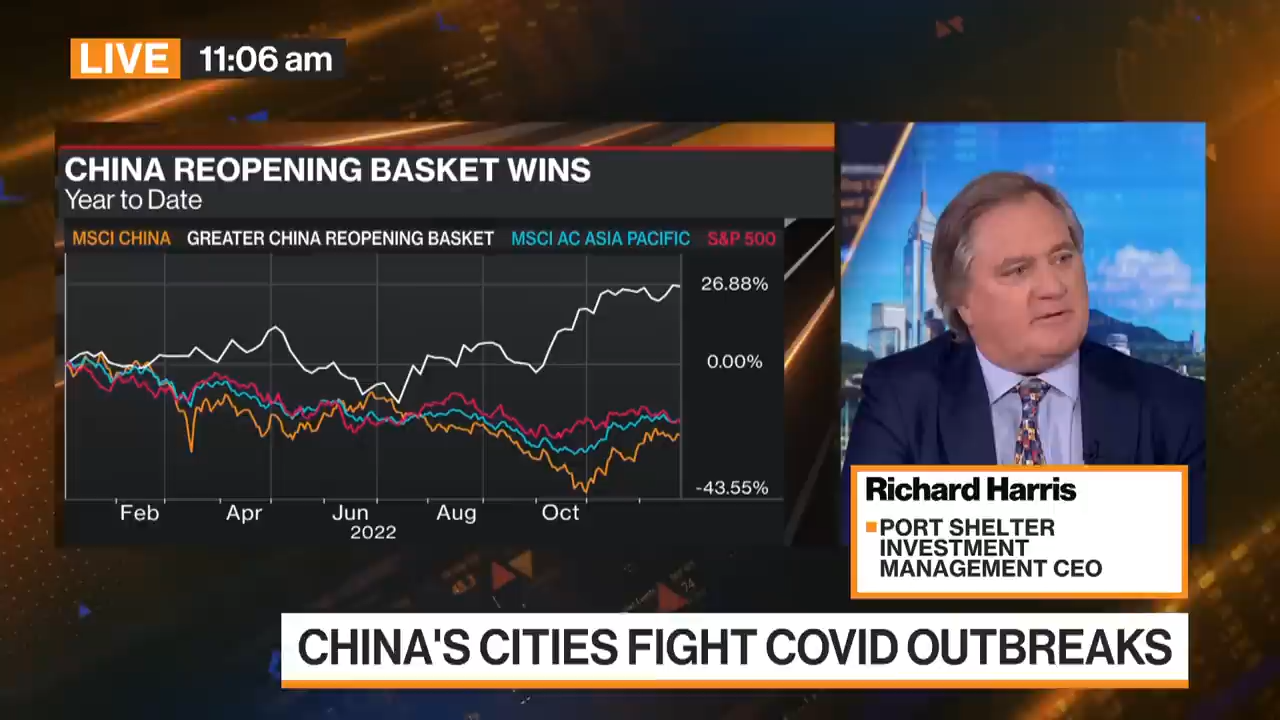 LIVE 11:06 am
CHINA REOPENING BASKET WINS
Year to Date
MSCI CHINA GREATER CHINA REOPENING BASKET MSCI AC ASIA PACIFIC S&P 500
26.88%
0.00%
-43.55%
Feb Apr Jun Aug Oct
2022
Richard Harris
PORT SHELTER
INVESTMENT
MANAGEMENT CEO
CHINA'S CITIES FIGHT COVID OUTBREAKS